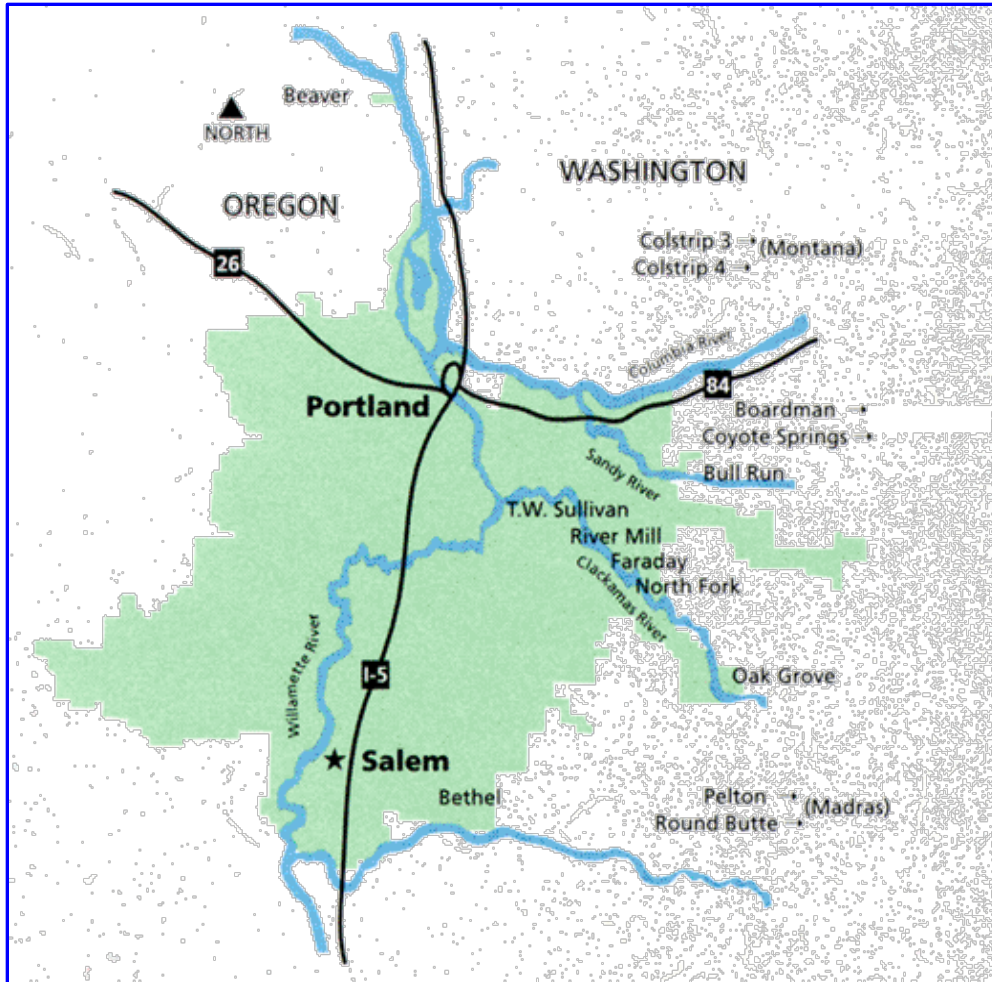 Beaver
NORTH
WASHINGTON
OREGON
Colstrip 3 → (Montana)
Colstrip 4 →
26
Columbia River
84
Portland
Boardman →
Coyote Springs →
Sandy River
Bull Run
T.W. Sullivan
River Mill
Faraday
Clackamas River
North Fork
Willamette River
I-5
Oak Grove
Salem
Bethel
Pelton → (Madras)
Round Butte →